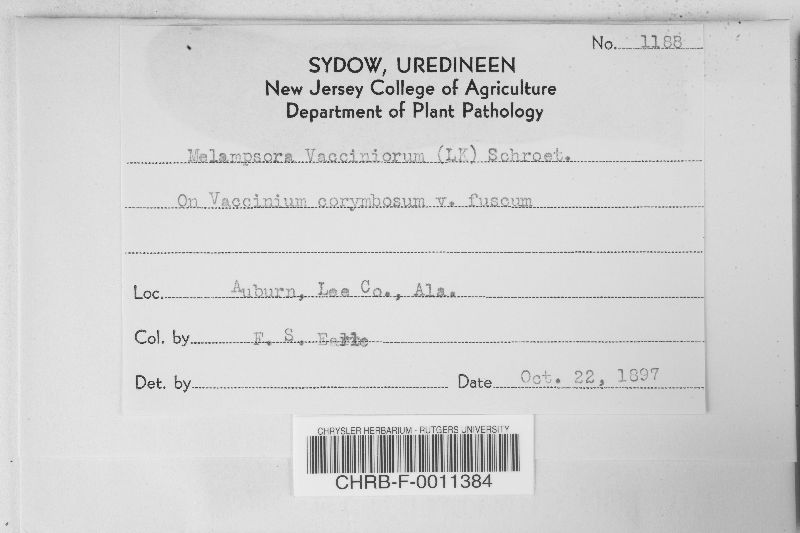 No. 1188
SYDOW, UREDINEEN
New Jersey College of Agriculture
Department of Plant Pathology
Melampsora Vacciniorum (LK) Schroet.
On Vaccinium corymbosum v. fuscum
Loc. Auburn, Lee Co., Ala.
Col. by F. S. Earle
Det. by Date Oct. 22, 1897
CHRYSLER HERBARIUM - RUTGERS UNIVERSITY
CHRB-F-0011384